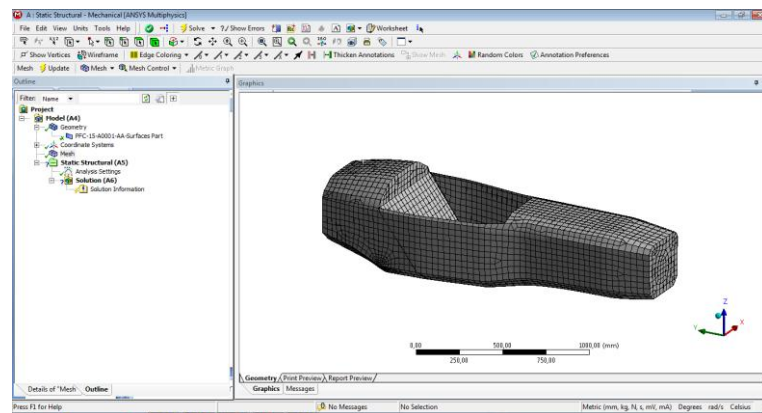 A : Static Structural - Mechanical [ANSYS Multiphysics]
File Edit View Units Tools Help Solve ?/ Show Errors Worksheet
Show Vertices Wireframe Edge Coloring Thicken Annotations Show Mesh Random Colors Annotation Preferences
Mesh Update Mesh Mesh Control Metric Graph
Outline
Graphics
Filter: Name
Project
Model (A4)
Geometry
PFC-15-A0001-AA-Surfaces Part
Coordinate Systems
Mesh
Static Structural (A5)
Analysis Settings
Solution (A6)
Solution Information
Z
Y
X
0,00 500,00 1000,00 (mm)
250,00 750,00
Geometry Print Preview Report Preview
Details of "Mesh" Outline
Graphics Messages
Press F1 for Help No Messages No Selection Metric (mm, kg, N, s, mV, mA) Degrees rad/s Celsius